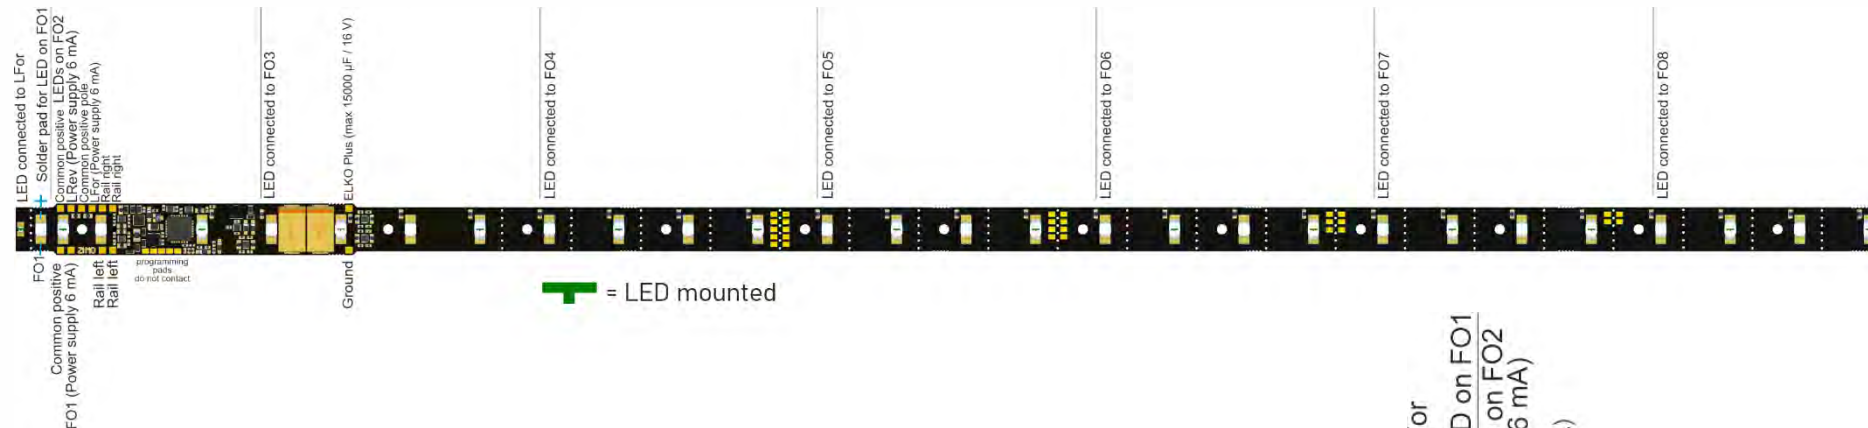 LED connected to LFor
Solder pad for LED on FO1
Common positive LEDs on FO2
LRev (Power supply 6 mA)
Common positive pole
LFor (Power supply 6 mA)
Rail right
Rail right
LED connected to FO3
ELKO Plus (max 15000 µF / 16 V)
LED connected to FO4
LED connected to FO5
LED connected to FO6
LED connected to FO7
LED connected to FO8
FO1
Common positive
FO1 (Power supply 6 mA)
Rail left
Rail left
programming
pads
do not contact
Ground
= LED mounted
or
D on FO1
on FO2
6 mA)